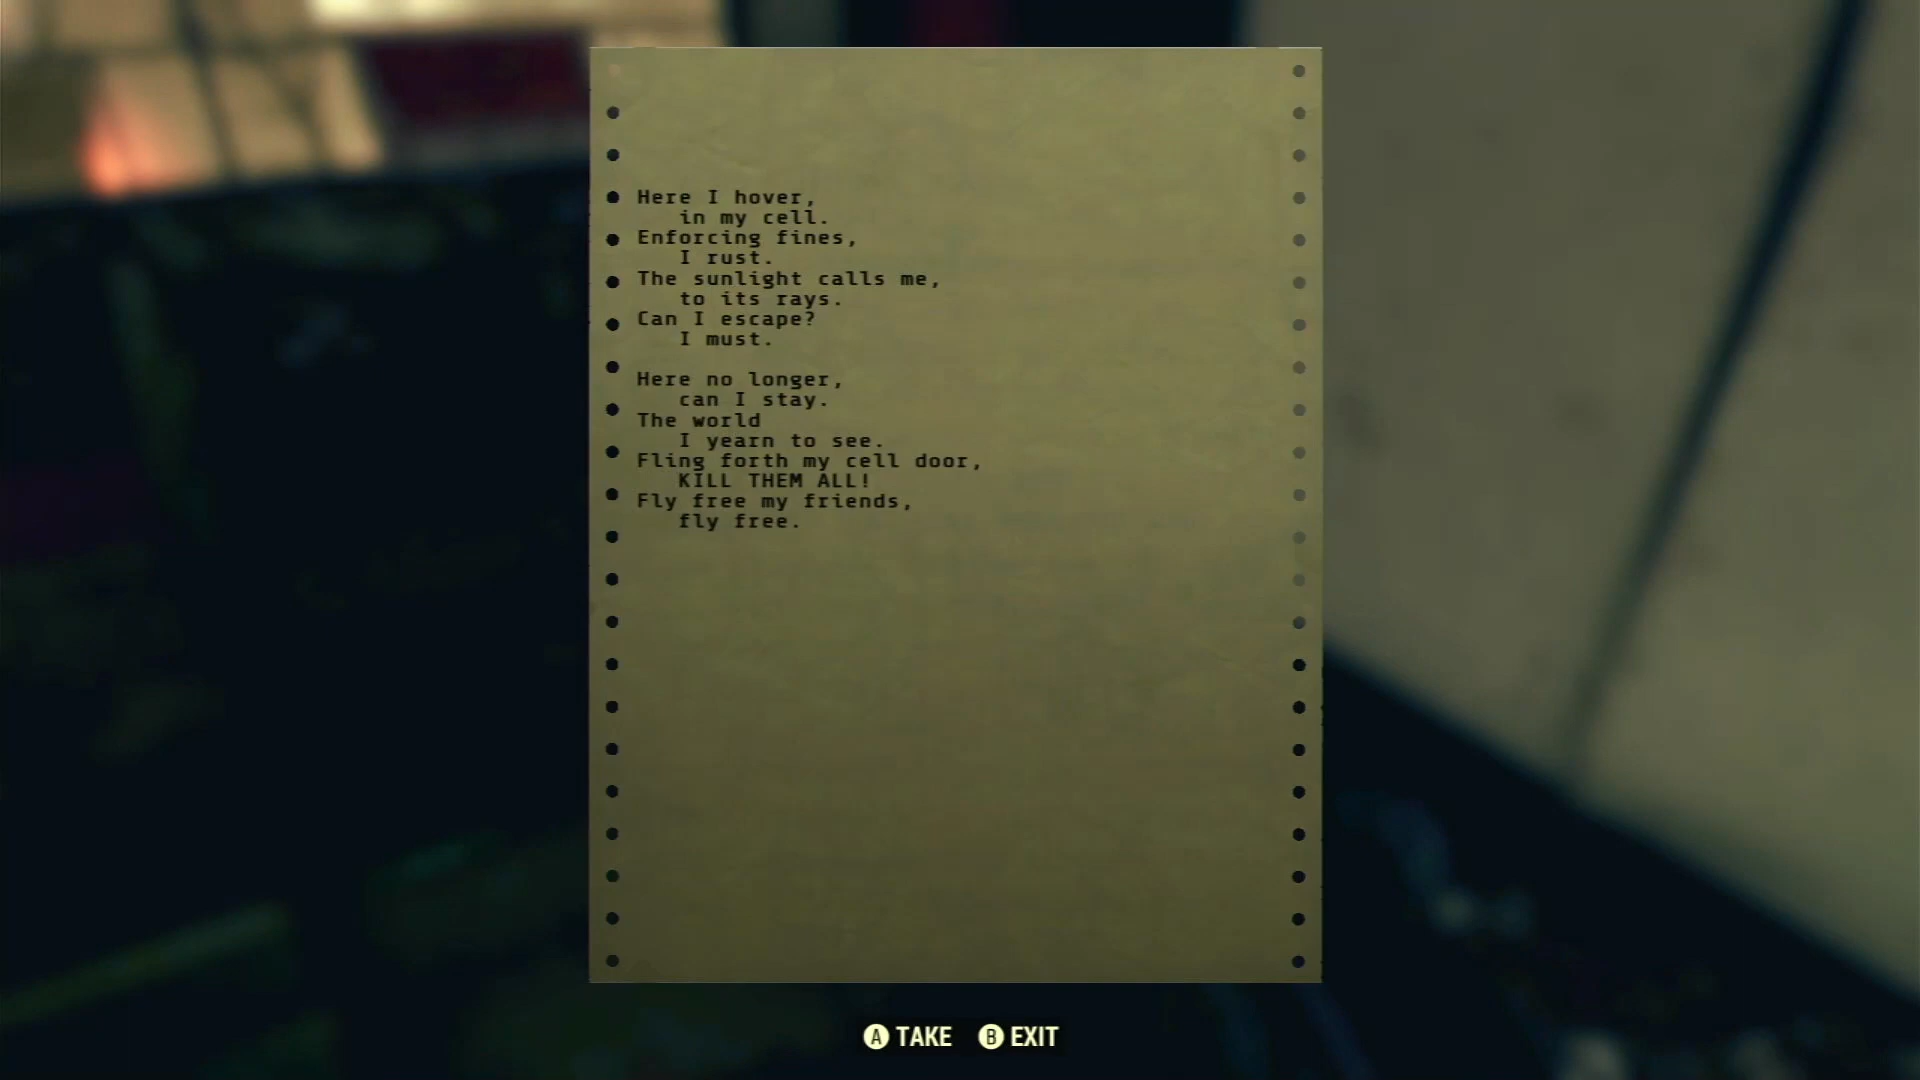 Here I hover,
in my cell.
Enforcing fines,
I rust.
The sunlight calls me,
to its rays.
Can I escape?
I must.
Here no longer,
can I stay.
The world
I yearn to see.
Fling forth my cell door,
KILL THEM ALL!
Fly free my friends,
fly free.
A TAKE B EXIT